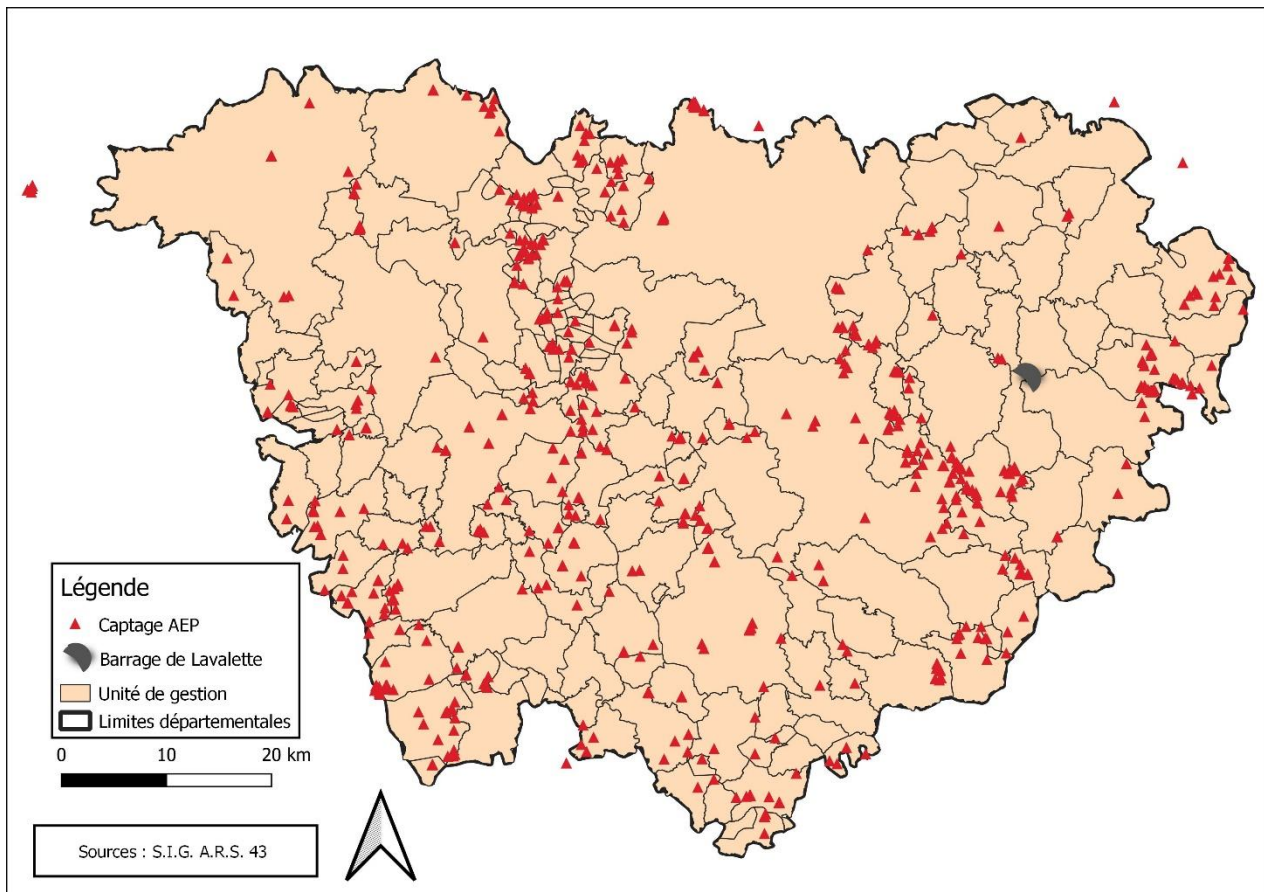 Légende
Captage AEP
Barrage de Lavalette
Unité de gestion
Limites départementales
0 10 20 km
Sources : S.I.G. A.R.S. 43